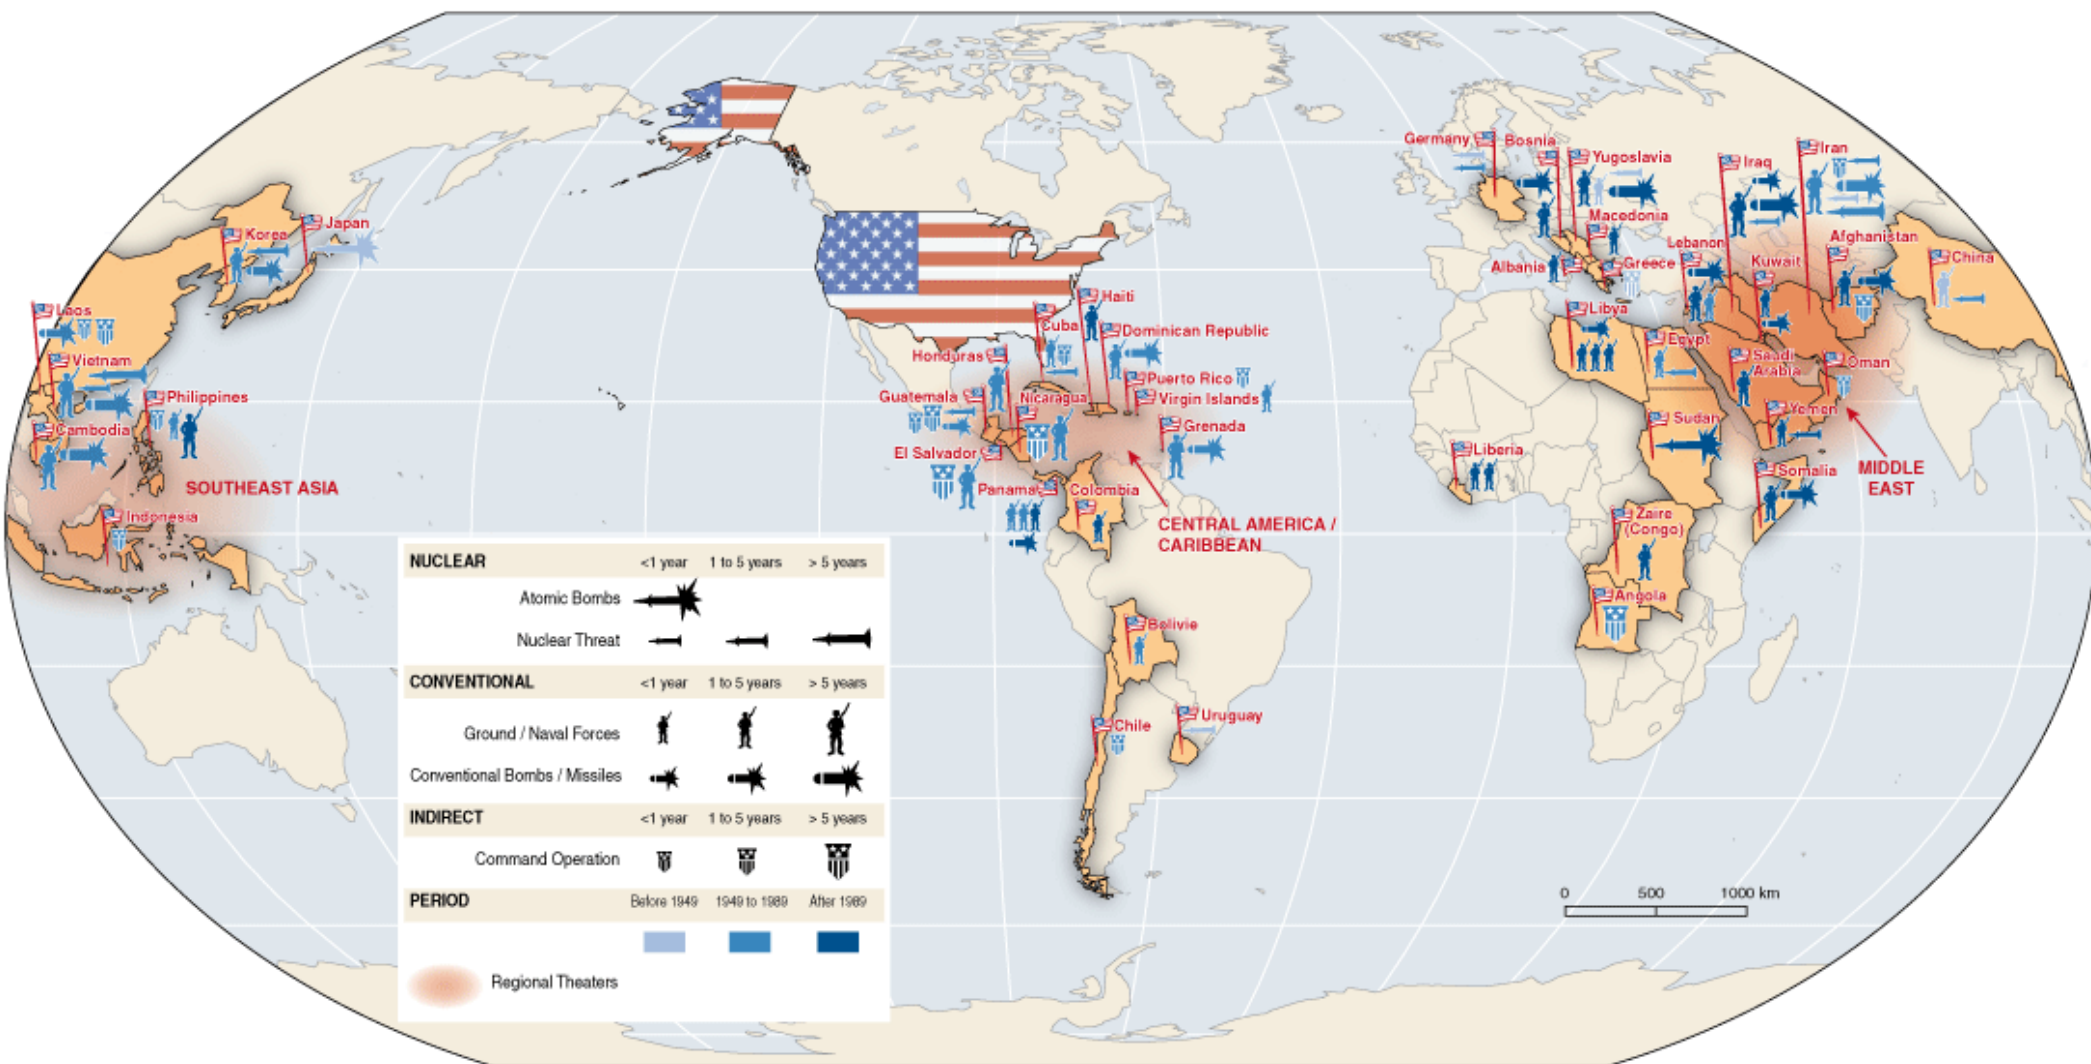 Germany
Bosnia
Yugoslavia
Iraq
Iran
Macedonia
Lebanon
Kuwait
Afghanistan
China
Albania
Greece
Libya
Egypt
Saudi
Arabia
Oman
Sudan
Yemen
Liberia
Somalia
MIDDLE
EAST
Zaire
(Congo)
Angola
Japan
Korea
Laos
Vietnam
Philippines
Cambodia
SOUTHEAST ASIA
Indonesia
Haiti
Cuba
Dominican Republic
Honduras
Puerto Rico
Guatemala
Nicaragua
Virgin Islands
Grenada
El Salvador
Panama
Colombia
CENTRAL AMERICA /
CARIBBEAN
Bolivie
Chile
Uruguay
NUCLEAR <1 year 1 to 5 years > 5 years
Atomic Bombs
Nuclear Threat
CONVENTIONAL <1 year 1 to 5 years > 5 years
Ground / Naval Forces
Conventional Bombs / Missiles
INDIRECT <1 year 1 to 5 years > 5 years
Command Operation
PERIOD Before 1949 1949 to 1989 After 1989
Regional Theaters
0 500 1000 km